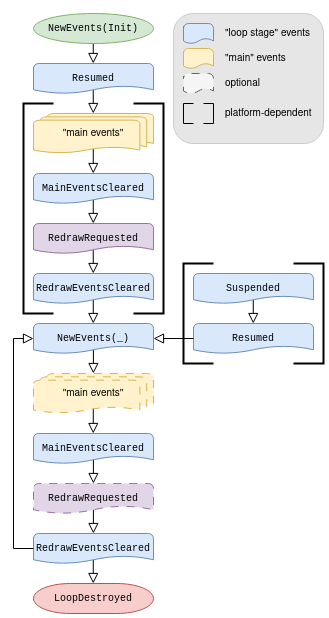 NewEvents(Init)
Resumed
"main events"
MainEventsCleared
RedrawRequested
RedrawEventsCleared
NewEvents(_)
"main events"
MainEventsCleared
RedrawRequested
RedrawEventsCleared
LoopDestroyed
Suspended
Resumed
"loop stage" events
"main" events
optional
platform-dependent